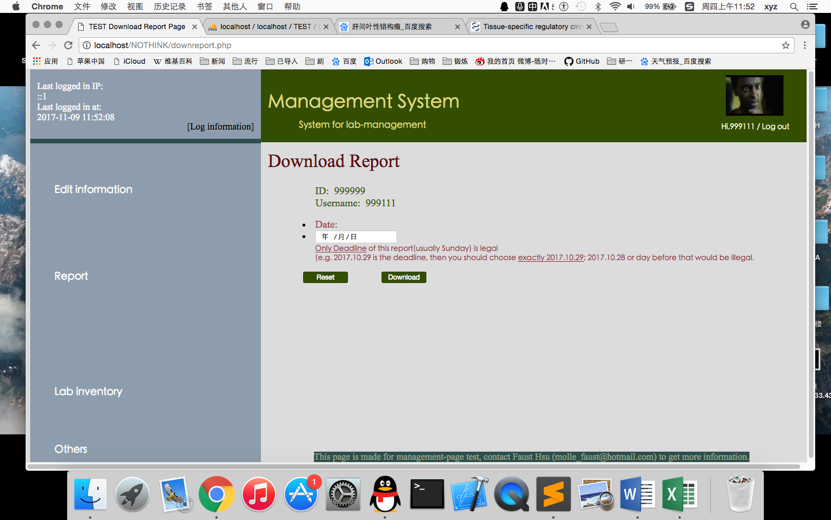 Chrome 文件 修改 视图 历史记录 书签 其他人 窗口 帮助 99% 周四上午11:52 xyz
TEST Download Report Page localhost / localhost / TEST / 肝间叶性错构瘤_百度搜索 Tissue-specific regulatory circ
localhost/NOTHINK/downreport.php
应用 苹果中国 iCloud 维基百科 新闻 流行 已导入 剧 百度 Outlook 购物 锻炼 我的首页 微博-随时… GitHub 研一 天气预报_百度搜索
Last logged in IP:
::1
Last logged in at:
2017-11-09 11:52:08
[Log information]
Management System
System for lab-management
Hi,999111 / Log out
Edit information
Report
Lab inventory
Others
Download Report
ID: 999999
Username: 999111
Date:
年 /月/日
Only Deadline of this report(usually Sunday) is legal
(e.g. 2017.10.29 is the deadline, then you should choose exactly 2017.10.29; 2017.10.28 or day before that would be illegal.
Reset Download
This page is made for management-page test, contact Faust Hsu (molle_faust@hotmail.com) to get more information.
33.43
1